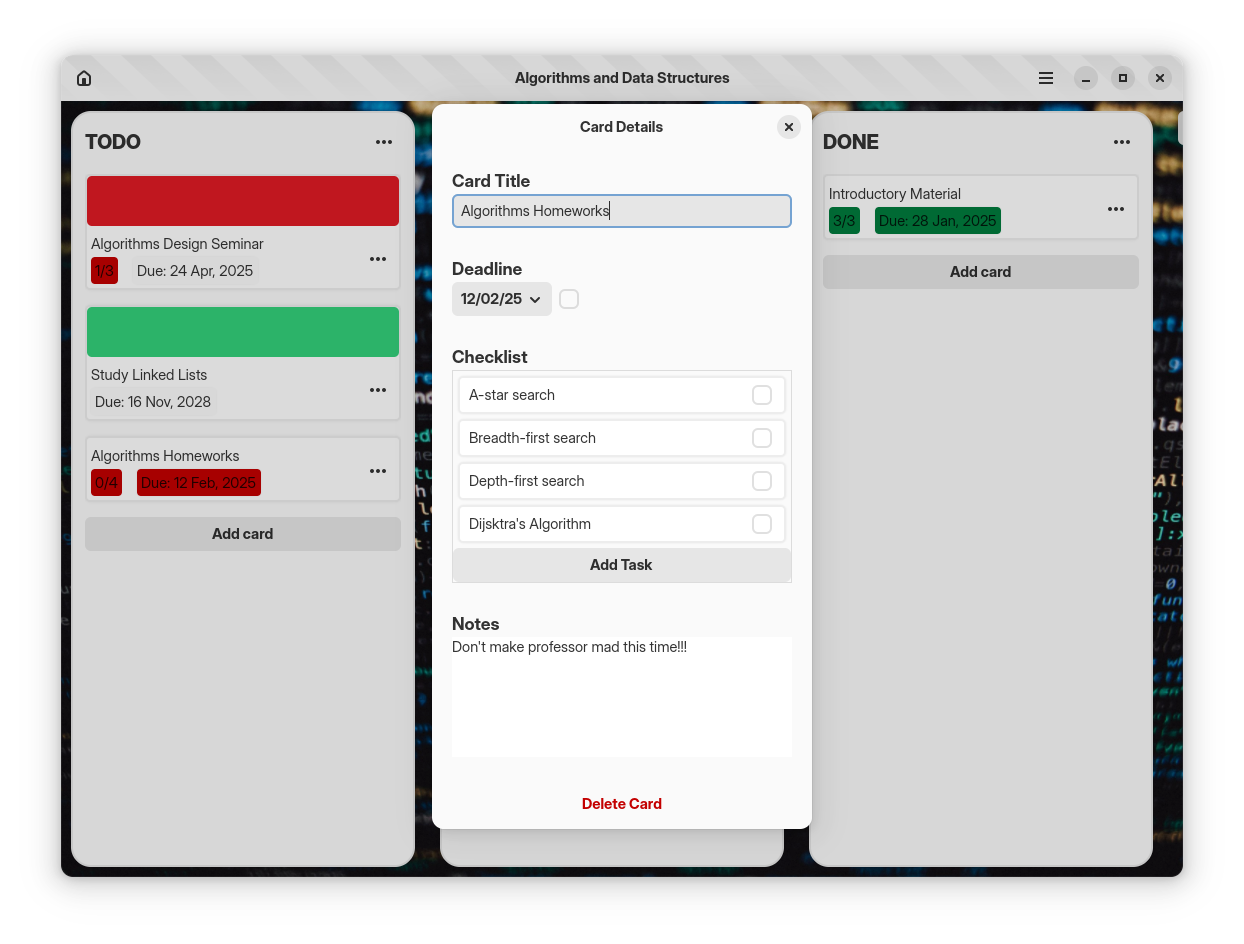 Algorithms and Data Structures
TODO
Algorithms Design Seminar
1/3 Due: 24 Apr, 2025
Study Linked Lists
Due: 16 Nov, 2028
Algorithms Homeworks
0/4 Due: 12 Feb, 2025
Add card
Card Details
Card Title
Algorithms Homeworks
Deadline
12/02/25
Checklist
A-star search
Breadth-first search
Depth-first search
Dijsktra's Algorithm
Add Task
Notes
Don't make professor mad this time!!!
Delete Card
DONE
Introductory Material
3/3 Due: 28 Jan, 2025
Add card